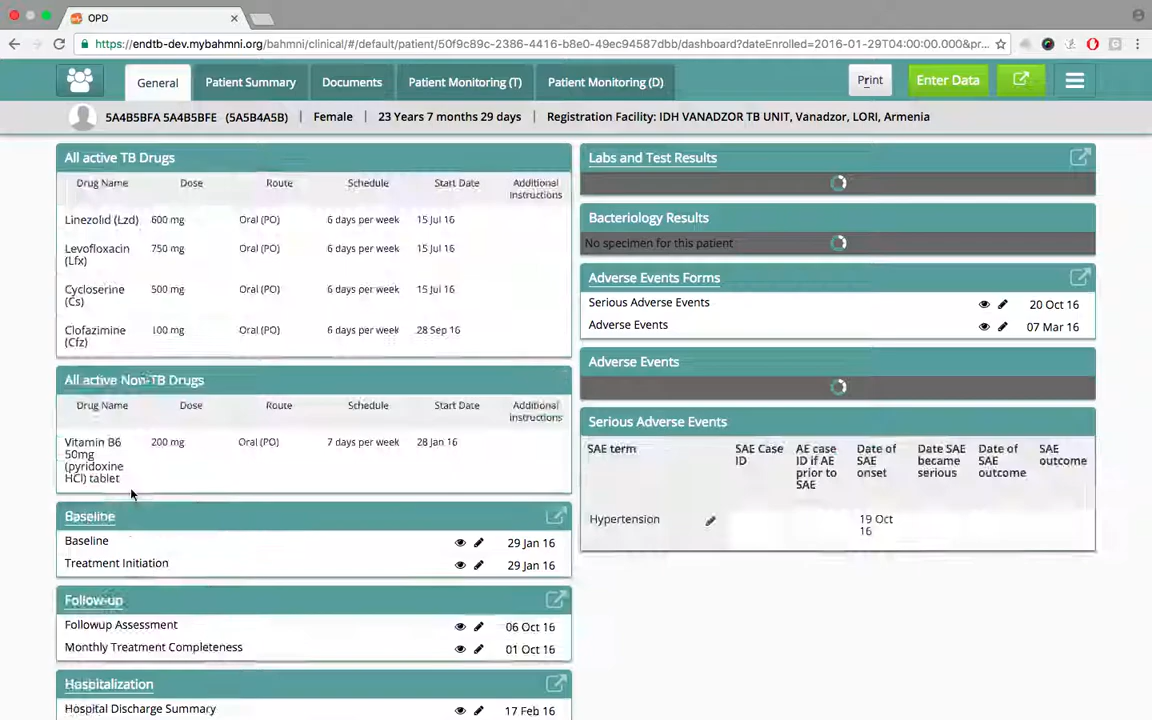 OPD
https://endtb-dev.mybahmni.org/bahmni/clinical/#/default/patient/50f9c89c-2386-4416-b8e0-49ec94587dbb/dashboard?dateEnrolled=2016-01-29T04:00:00.000&pr...
General
Patient Summary
Documents
Patient Monitoring (T)
Patient Monitoring (D)
Print
Enter Data
5A4B5BFA 5A4B5BFE (5A5B4A5B) | Female | 23 Years 7 months 29 days | Registration Facility: IDH VANADZOR TB UNIT, Vanadzor, LORI, Armenia
All active TB Drugs
Drug Name Dose Route Schedule Start Date Additional
Instructions
Linezolid (Lzd) 600 mg Oral (PO) 6 days per week 15 Jul 16
Levofloxacin 750 mg Oral (PO) 6 days per week 15 Jul 16
(Lfx)
Cycloserine 500 mg Oral (PO) 6 days per week 15 Jul 16
(Cs)
Clofazimine 100 mg Oral (PO) 6 days per week 28 Sep 16
(Cfz)
All active Non-TB Drugs
Drug Name Dose Route Schedule Start Date Additional
Instructions
Vitamin B6 200 mg Oral (PO) 7 days per week 28 Jan 16
50mg
(pyridoxine
HCl) tablet
Baseline
Baseline 29 Jan 16
Treatment Initiation 29 Jan 16
Follow-up
Followup Assessment 06 Oct 16
Monthly Treatment Completeness 01 Oct 16
Hospitalization
Hospital Discharge Summary 17 Feb 16
Labs and Test Results
Bacteriology Results
No specimen for this patient
Adverse Events Forms
Serious Adverse Events 20 Oct 16
Adverse Events 07 Mar 16
Adverse Events
Serious Adverse Events
SAE term SAE Case AE case Date of Date SAE Date of SAE
ID ID if AE SAE became SAE outcome
prior to onset serious outcome
SAE
Hypertension 19 Oct
16